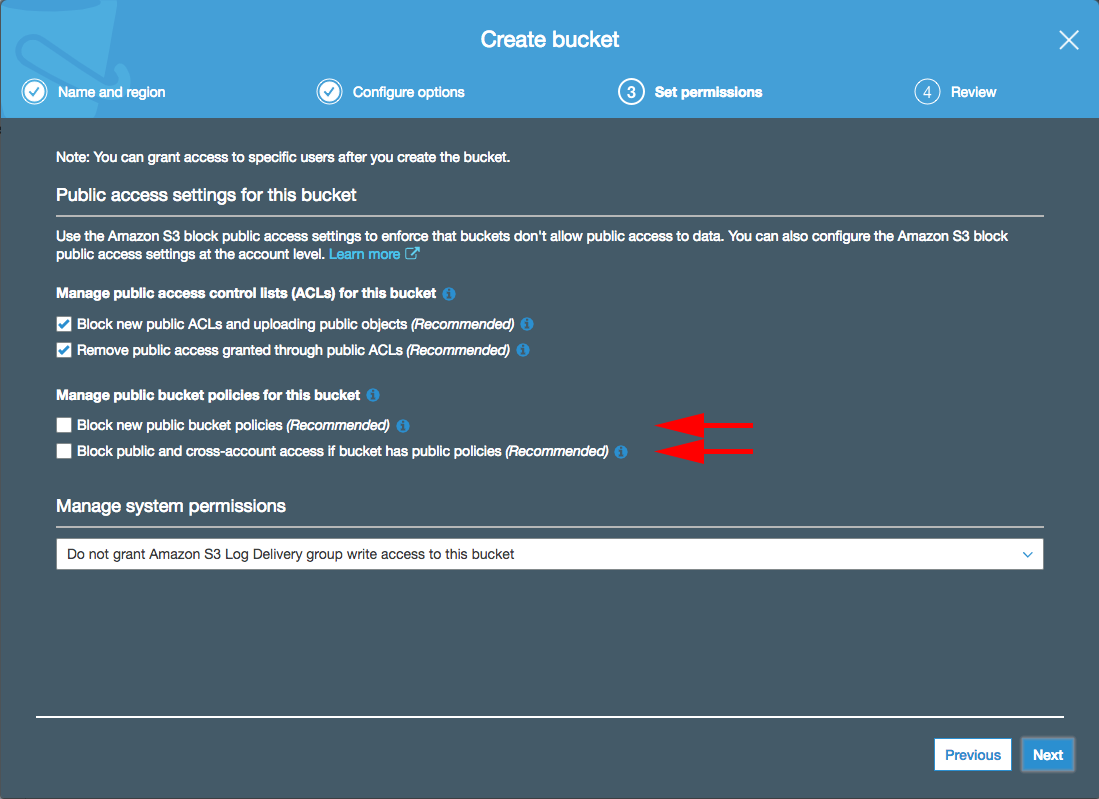 Create bucket
Name and region
Configure options
3 Set permissions
4 Review
Note: You can grant access to specific users after you create the bucket.
Public access settings for this bucket
Use the Amazon S3 block public access settings to enforce that buckets don't allow public access to data. You can also configure the Amazon S3 block
public access settings at the account level. Learn more
Manage public access control lists (ACLs) for this bucket
Block new public ACLs and uploading public objects (Recommended)
Remove public access granted through public ACLs (Recommended)
Manage public bucket policies for this bucket
Block new public bucket policies (Recommended)
Block public and cross-account access if bucket has public policies (Recommended)
Manage system permissions
Do not grant Amazon S3 Log Delivery group write access to this bucket
Previous
Next